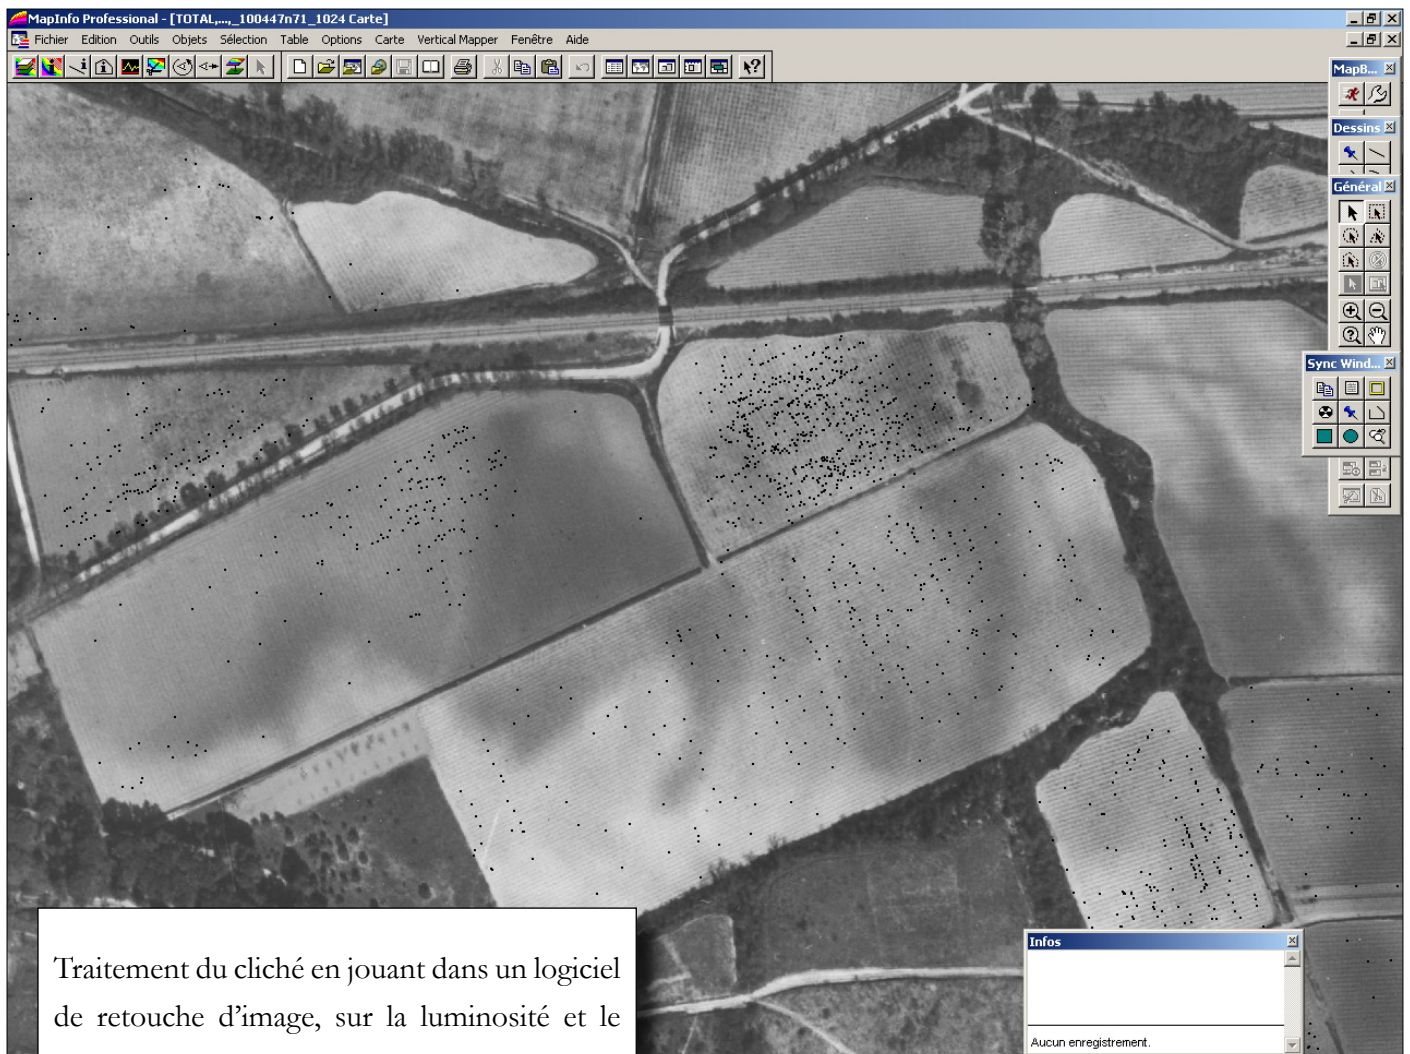 MapInfo Professional - [TOTAL,...,_100447n71_1024 Carte]
Fichier Edition Outils Objets Sélection Table Options Carte Vertical Mapper Fenêtre Aide
MapB...
Dessins
Général
Sync Wind...
Traitement du cliché en jouant dans un logiciel
de retouche d’image, sur la luminosité et le
Infos
Aucun enregistrement.